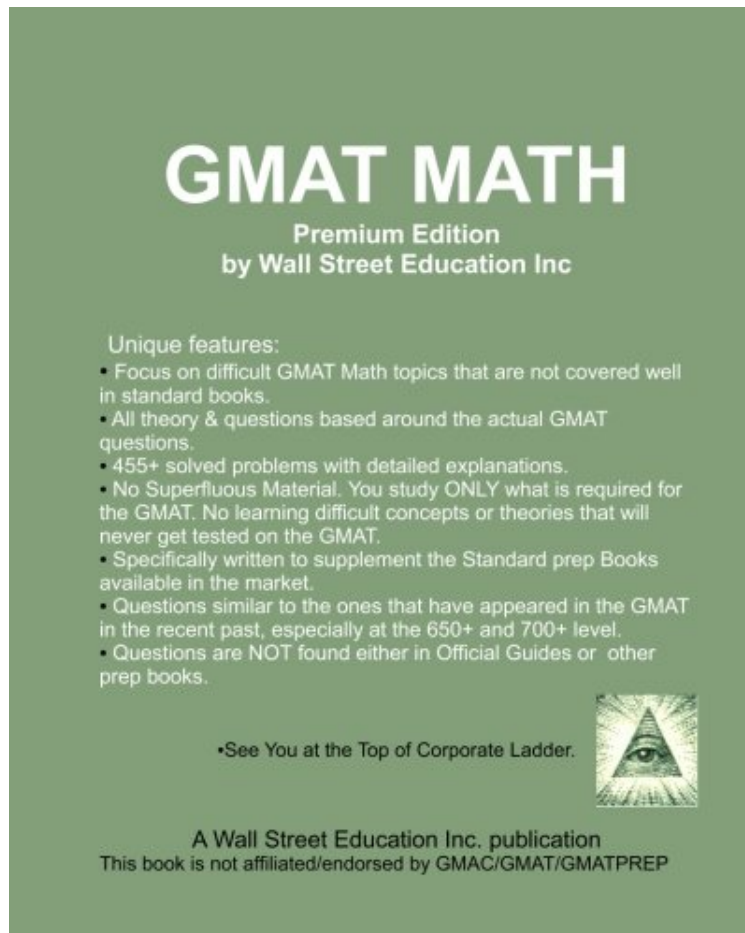 GMAT MATH
Premium Edition
by Wall Street Education Inc
Unique features:
• Focus on difficult GMAT Math topics that are not covered well
in standard books.
• All theory & questions based around the actual GMAT
questions.
• 455+ solved problems with detailed explanations.
• No Superfluous Material. You study ONLY what is required for
the GMAT. No learning difficult concepts or theories that will
never get tested on the GMAT.
• Specifically written to supplement the Standard prep Books
available in the market.
• Questions similar to the ones that have appeared in the GMAT
in the recent past, especially at the 650+ and 700+ level.
• Questions are NOT found either in Official Guides or other
prep books.
•See You at the Top of Corporate Ladder.
A Wall Street Education Inc. publication
This book is not affiliated/endorsed by GMAC/GMAT/GMATPREP